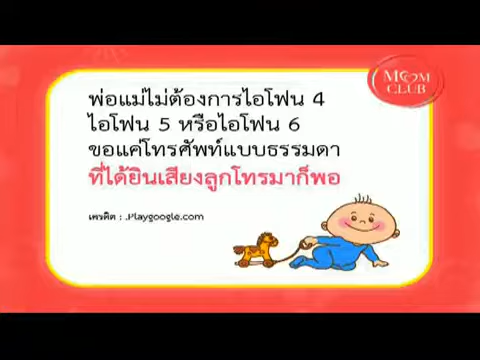 MOM
CLUB
พ่อแม่ไม่ต้องการไอโฟน 4
ไอโฟน 5 หรือไอโฟน 6
ขอแค่โทรศัพท์แบบธรรมดา
ที่ได้ยินเสียงลูกโทรมาก็พอ
เครดิต : .Playgoogle.com